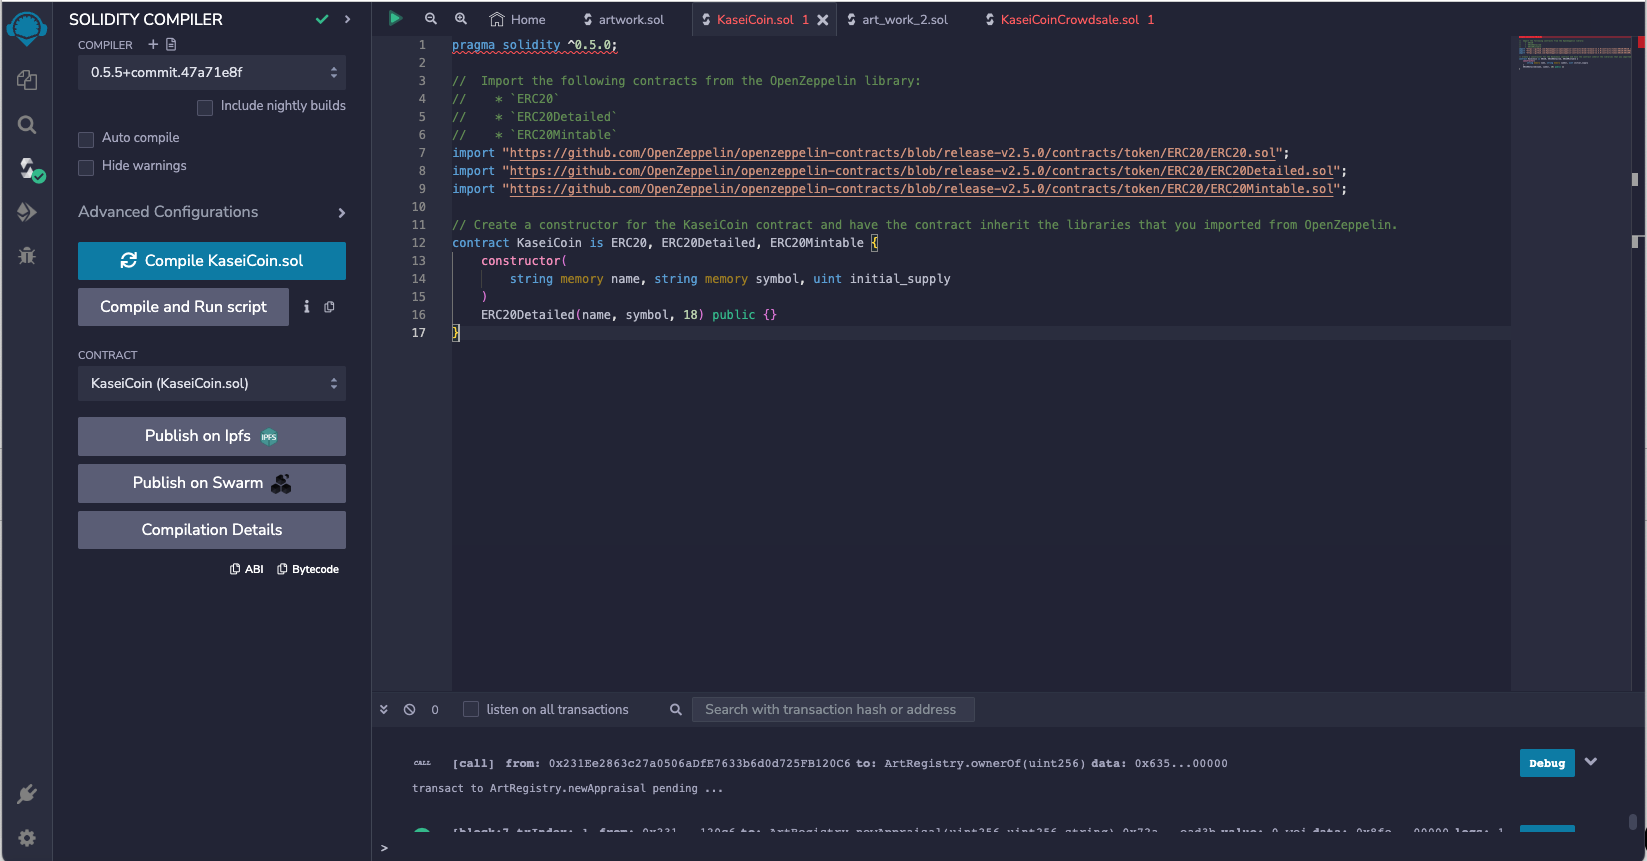 SOLIDITY COMPILER
COMPILER
0.5.5+commit.47a71e8f
Include nightly builds
Auto compile
Hide warnings
Advanced Configurations
Compile KaseiCoin.sol
Compile and Run script
CONTRACT
KaseiCoin (KaseiCoin.sol)
Publish on Ipfs IPFS
Publish on Swarm
Compilation Details
ABI Bytecode
Home artwork.sol KaseiCoin.sol 1 art_work_2.sol KaseiCoinCrowdsale.sol 1
1 pragma solidity ^0.5.0;
2
3 //  Import the following contracts from the OpenZeppelin library:
4 //    * `ERC20`
5 //    * `ERC20Detailed`
6 //    * `ERC20Mintable`
7 import "https://github.com/OpenZeppelin/openzeppelin-contracts/blob/release-v2.5.0/contracts/token/ERC20/ERC20.sol";
8 import "https://github.com/OpenZeppelin/openzeppelin-contracts/blob/release-v2.5.0/contracts/token/ERC20/ERC20Detailed.sol";
9 import "https://github.com/OpenZeppelin/openzeppelin-contracts/blob/release-v2.5.0/contracts/token/ERC20/ERC20Mintable.sol";
10
11 // Create a constructor for the KaseiCoin contract and have the contract inherit the libraries that you imported from OpenZeppelin.
12 contract KaseiCoin is ERC20, ERC20Detailed, ERC20Mintable {
13     constructor(
14         string memory name, string memory symbol, uint initial_supply
15     )
16     ERC20Detailed(name, symbol, 18) public {}
17 }
0 listen on all transactions Search with transaction hash or address
CALL [call] from: 0x231Ee2863c27a0506aDfE7633b6d0d725FB120C6 to: ArtRegistry.ownerOf(uint256) data: 0x635...00000 Debug
transact to ArtRegistry.newAppraisal pending ...
>